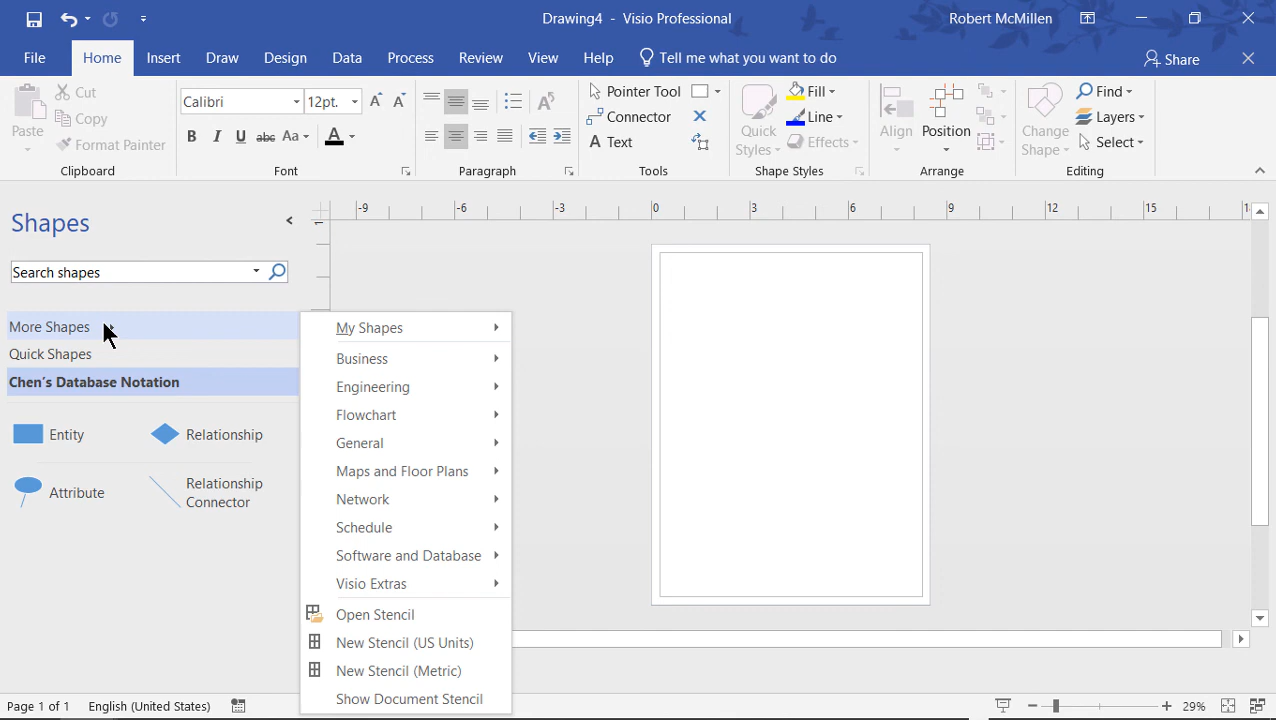 Drawing4 - Visio Professional
Robert McMillen
File Home Insert Draw Design Data Process Review View Help Tell me what you want to do Share
Paste
Cut
Copy
Format Painter
Clipboard
Calibri 12pt.
B I U abc Aa A
Font
Paragraph
Pointer Tool
Connector
Text
Tools
Quick Styles
Fill
Line
Effects
Shape Styles
Align
Position
Arrange
Change Shape
Find
Layers
Select
Editing
Shapes
Search shapes
More Shapes
Quick Shapes
Chen's Database Notation
Entity
Relationship
Attribute
Relationship Connector
My Shapes
Business
Engineering
Flowchart
General
Maps and Floor Plans
Network
Schedule
Software and Database
Visio Extras
Open Stencil
New Stencil (US Units)
New Stencil (Metric)
Show Document Stencil
-9 -6 -3 0 3 6 9 12 15
Page 1 of 1 English (United States) 29%